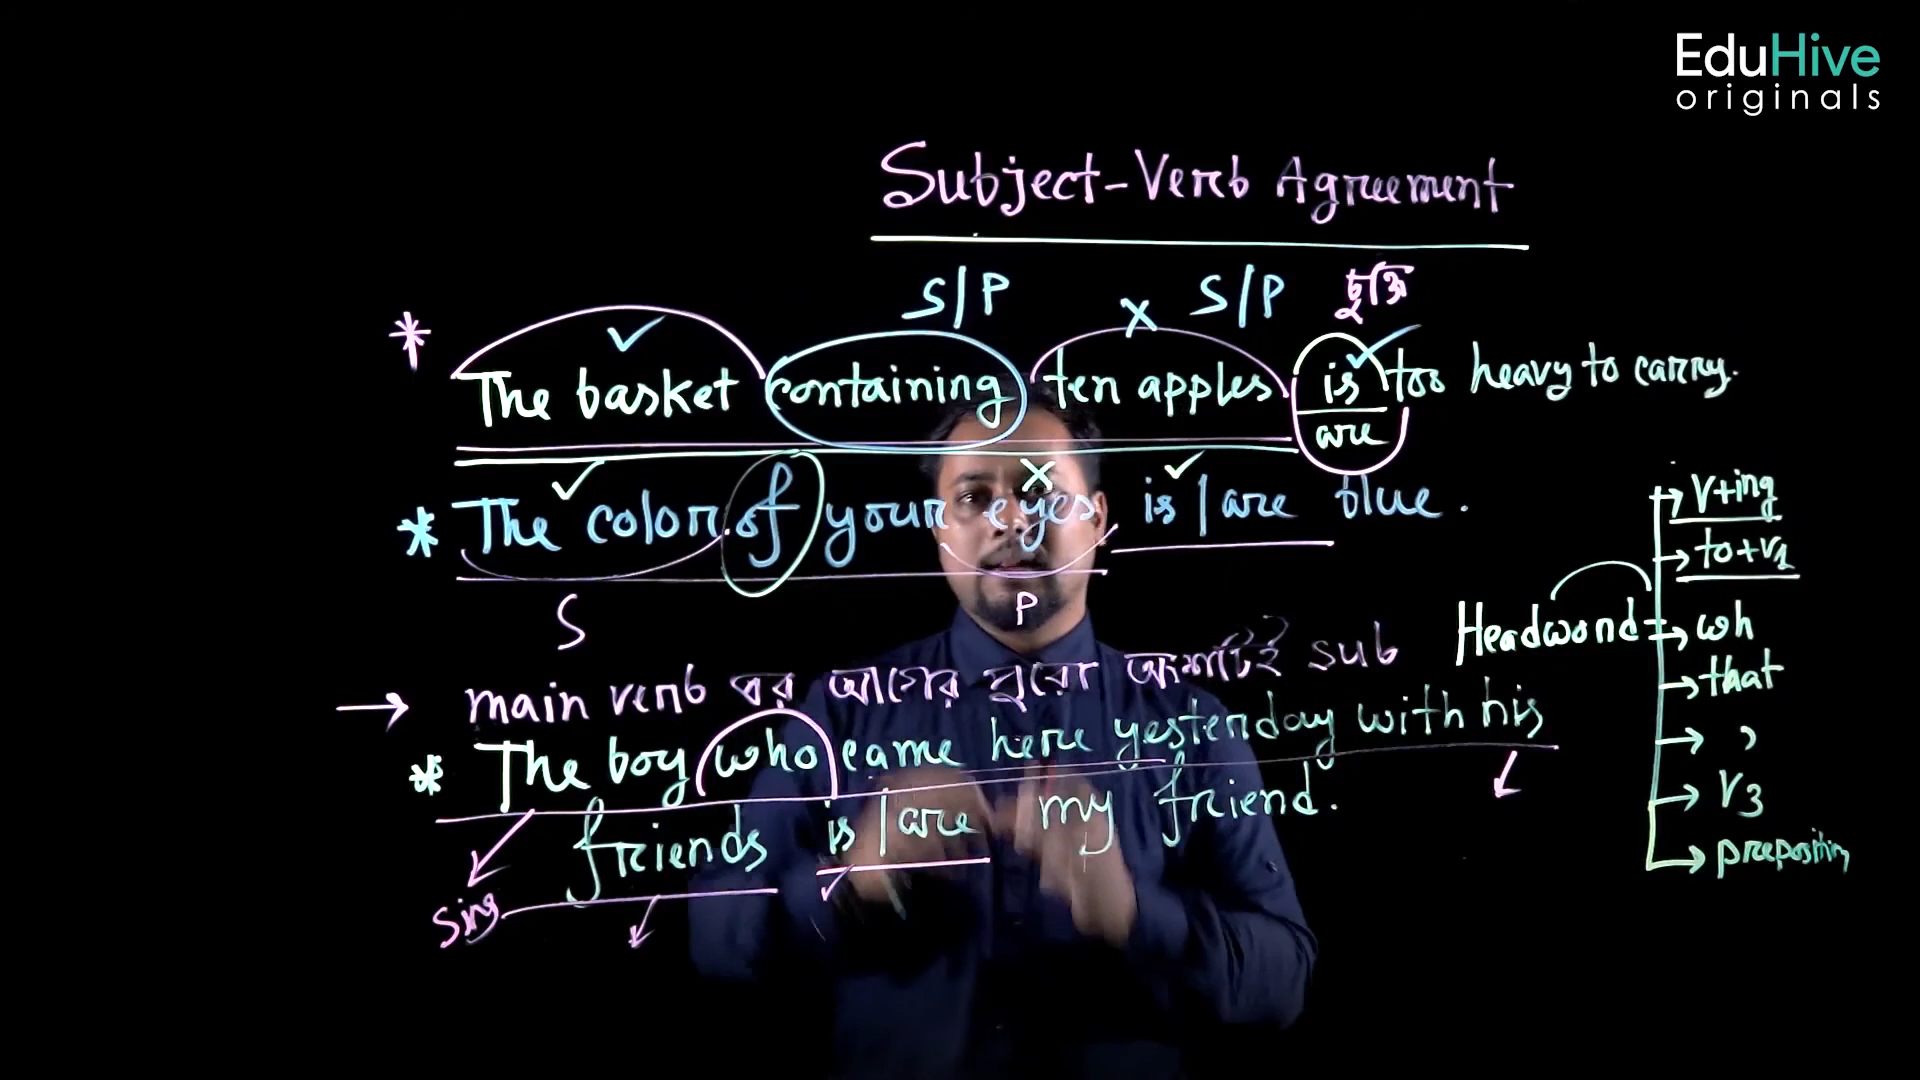 EduHive
originals
Subject-Verb Agreement
S/P x S/P
* The basket containing ten apples is too heavy to carry.
are
x
* The color of your eyes is / are blue.
S P
→ main verb এর আগের পুরো অংশটিই sub
* The boy who came here yesterday with his
friends is / are my friend.
Sing
Headword
→ V+ing
→ to+V1
→ wh
→ that
→ ,
→ V3
→ preposition